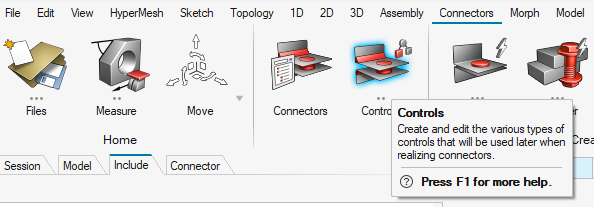 File Edit View HyperMesh Sketch Topology 1D 2D 3D Assembly Connectors Morph Model
Files Measure Move Connectors
Home
Controls
Create and edit the various types of
controls that will be used later when
realizing connectors.
Press F1 for more help.
Session Model Include Connector